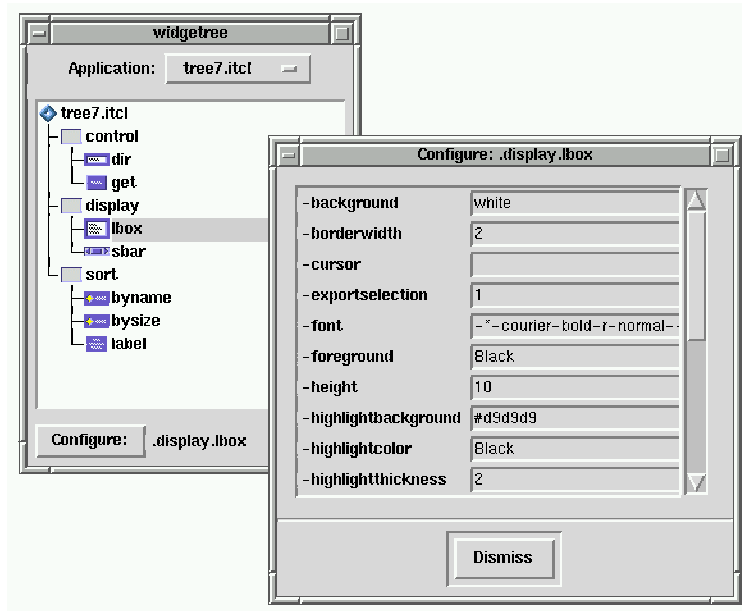 widgetree
Application: tree7.itcl
tree7.itcl
control
dir
get
display
lbox
sbar
sort
byname
bysize
label
Configure: .display.lbox
Configure: .display.lbox
-background white
-borderwidth 2
-cursor
-exportselection 1
-font -*-courier-bold-r-normal-
-foreground Black
-height 10
-highlightbackground #d9d9d9
-highlightcolor Black
-highlightthickness 2
Dismiss